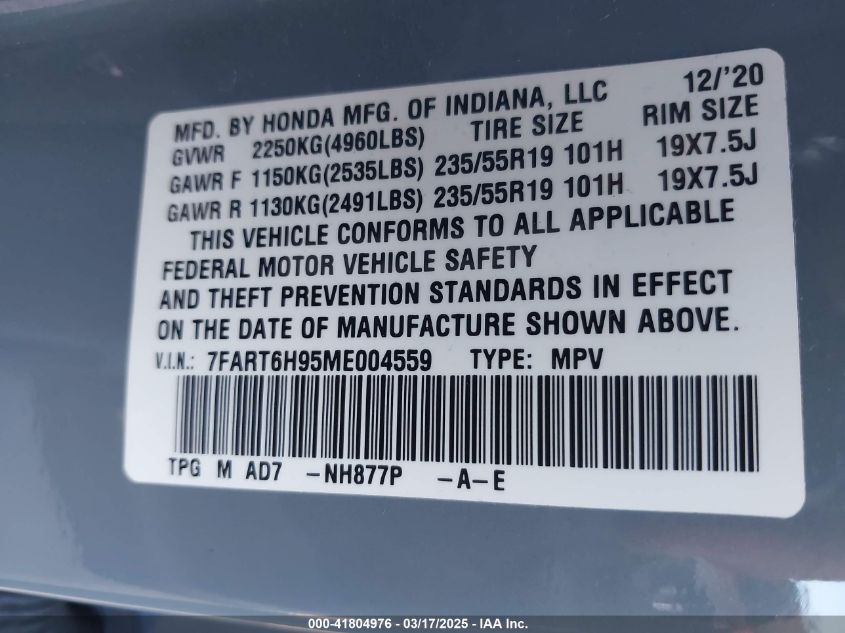 MFD. BY HONDA MFG. OF INDIANA, LLC 12/'20
GVWR 2250KG(4960LBS) TIRE SIZE RIM SIZE
GAWR F 1150KG(2535LBS) 235/55R19 101H 19X7.5J
GAWR R 1130KG(2491LBS) 235/55R19 101H 19X7.5J
THIS VEHICLE CONFORMS TO ALL APPLICABLE
FEDERAL MOTOR VEHICLE SAFETY
AND THEFT PREVENTION STANDARDS IN EFFECT
ON THE DATE OF MANUFACTURE SHOWN ABOVE.
V.I.N.: 7FART6H95ME004559 TYPE: MPV
TPG M AD7 -NH877P -A-E
000-41804976 - 03/17/2025 - IAA Inc.